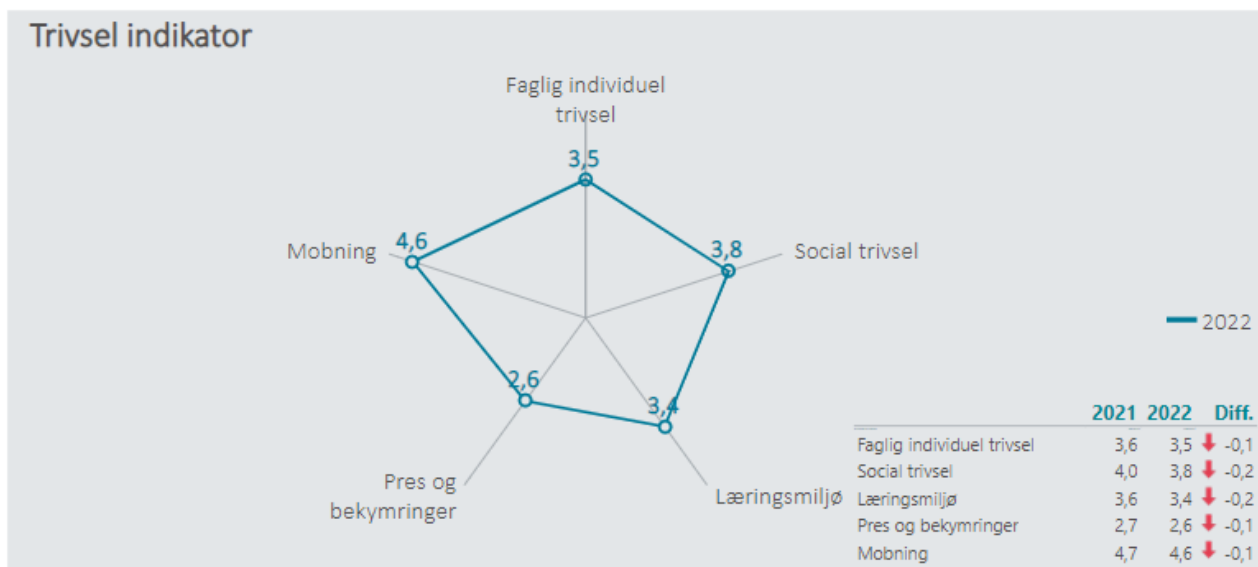 Trivsel indikator
Faglig individuel
trivsel
3,5
4,6
Mobning
3,8
Social trivsel
2022
2,6
3,4
Pres og
bekymringer
Læringsmiljø
2021 2022 Diff.
Faglig individuel trivsel 3,6 3,5 -0,1
Social trivsel 4,0 3,8 -0,2
Læringsmiljø 3,6 3,4 -0,2
Pres og bekymringer 2,7 2,6 -0,1
Mobning 4,7 4,6 -0,1